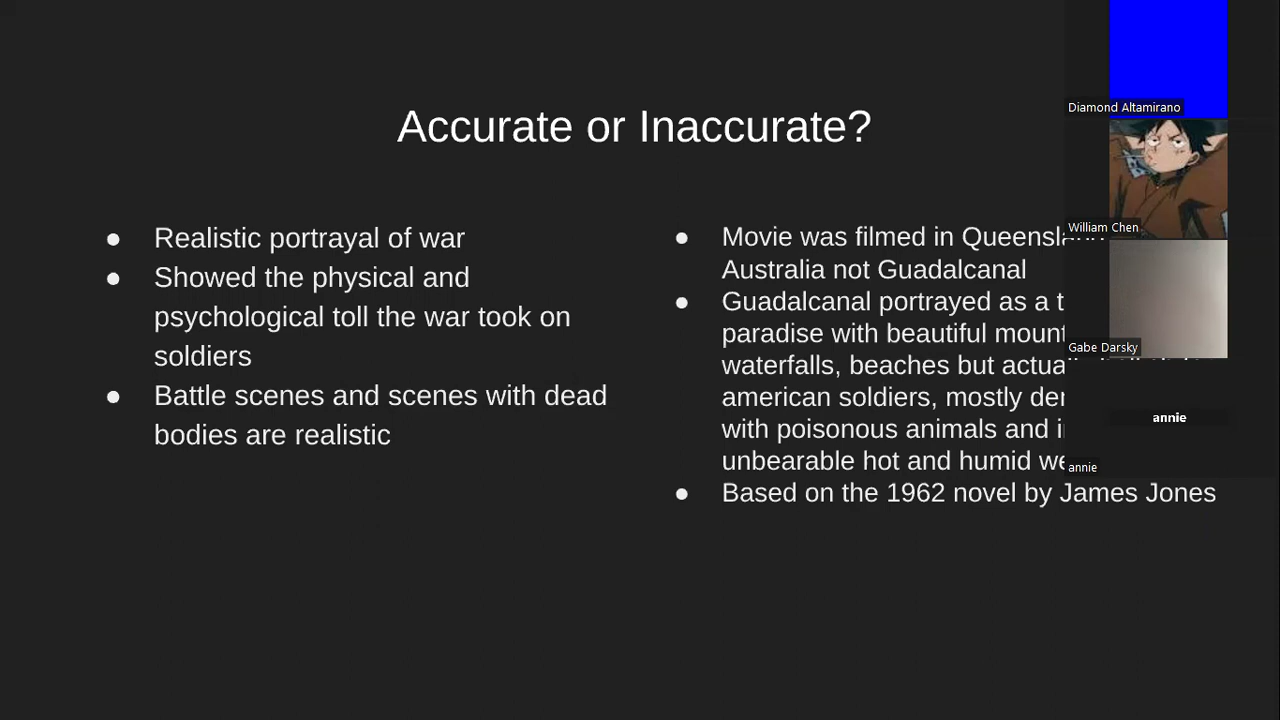 Accurate or Inaccurate?
● Realistic portrayal of war
● Showed the physical and
psychological toll the war took on
soldiers
● Battle scenes and scenes with dead
bodies are realistic
● Movie was filmed in
Australia not Guadalcanal
● Guadalcanal portrayed as a
paradise with beautiful
waterfalls, beaches but
american soldiers, mostly
with poisonous animals and
unbearable hot and humid
● Based on the 1962 novel by James Jones
Diamond Altamirano
William Chen
Gabe Darsky
annie
annie